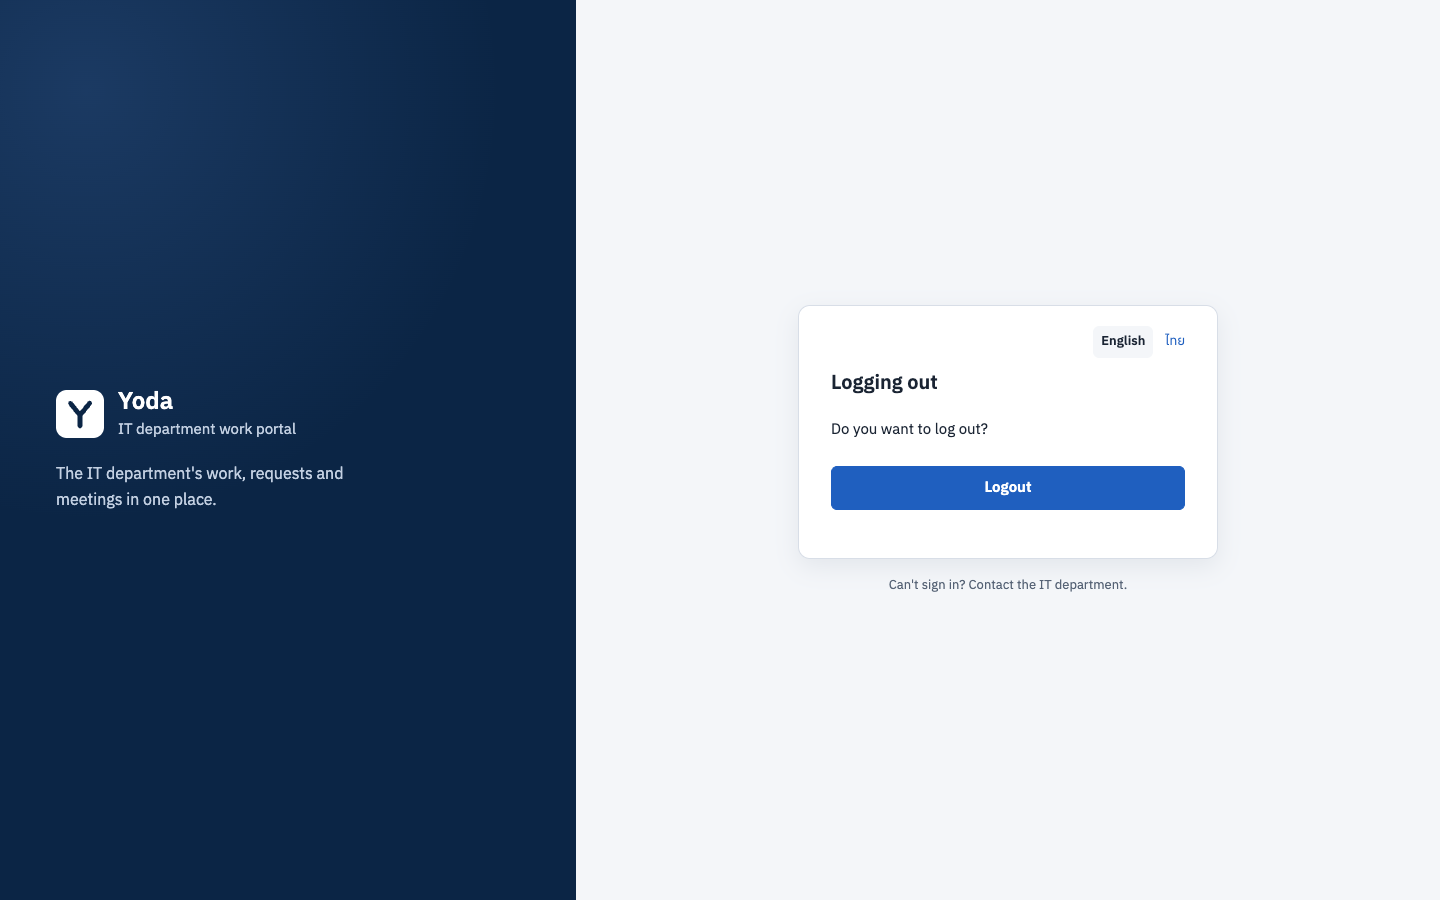 Y
Yoda
IT department work portal
The IT department's work, requests and
meetings in one place.
English ไทย
Logging out
Do you want to log out?
Logout
Can't sign in? Contact the IT department.